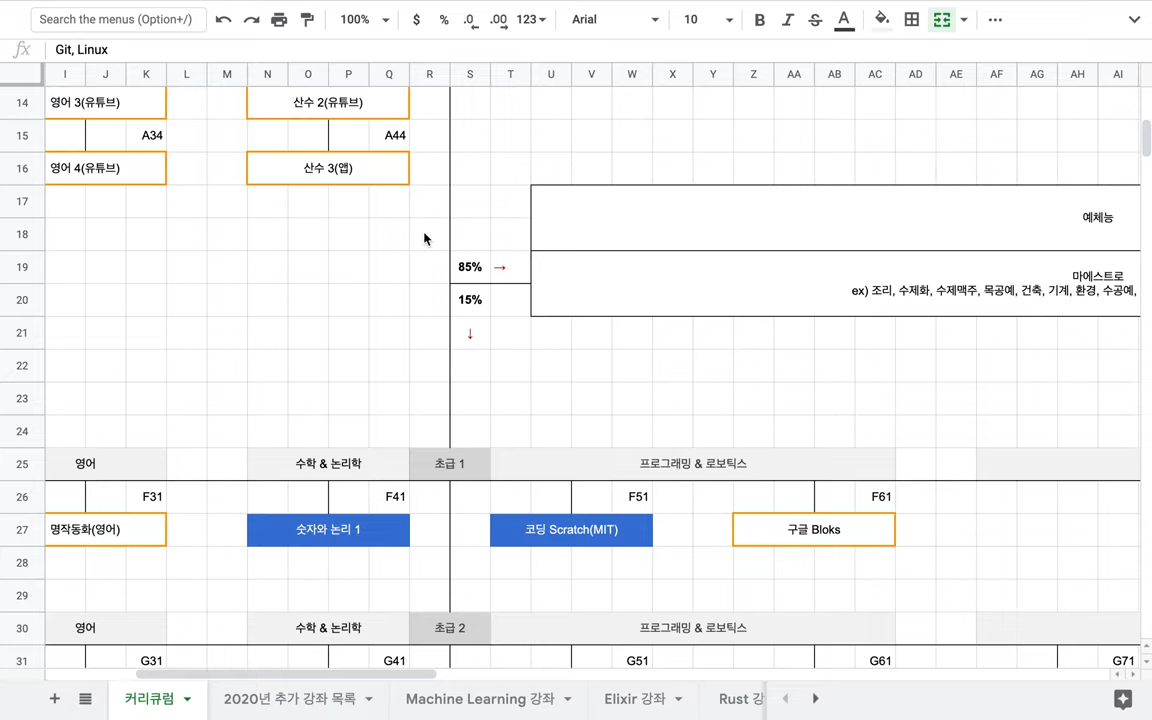 Search the menus (Option+/)
100%
$
%
.0
.00
123
Arial
10
B
I
S
A
fx
Git, Linux
I J K L M N O P Q R S T U V W X Y Z AA AB AC AD AE AF AG AH AI
14 영어 3(유튜브) 산수 2(유튜브)
15 A34 A44
16 영어 4(유튜브) 산수 3(앱)
17
예체능
18
19 85% →
마에스트로
ex) 조리, 수제화, 수제맥주, 목공예, 건축, 기계, 환경, 수공예,
20 15%
21 ↓
22
23
24
25 영어 수학 & 논리학 초급 1 프로그래밍 & 로보틱스
26 F31 F41 F51 F61
27 명작동화(영어) 숫자와 논리 1 코딩 Scratch(MIT) 구글 Bloks
28
29
30 영어 수학 & 논리학 초급 2 프로그래밍 & 로보틱스
31 G31 G41 G51 G61 G71
커리큐럼
2020년 추가 강좌 목록
Machine Learning 강좌
Elixir 강좌
Rust 강